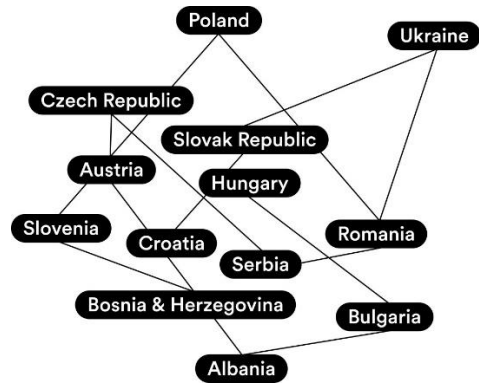 Poland
Ukraine
Czech Republic
Slovak Republic
Austria
Hungary
Slovenia
Croatia
Romania
Serbia
Bosnia & Herzegovina
Bulgaria
Albania